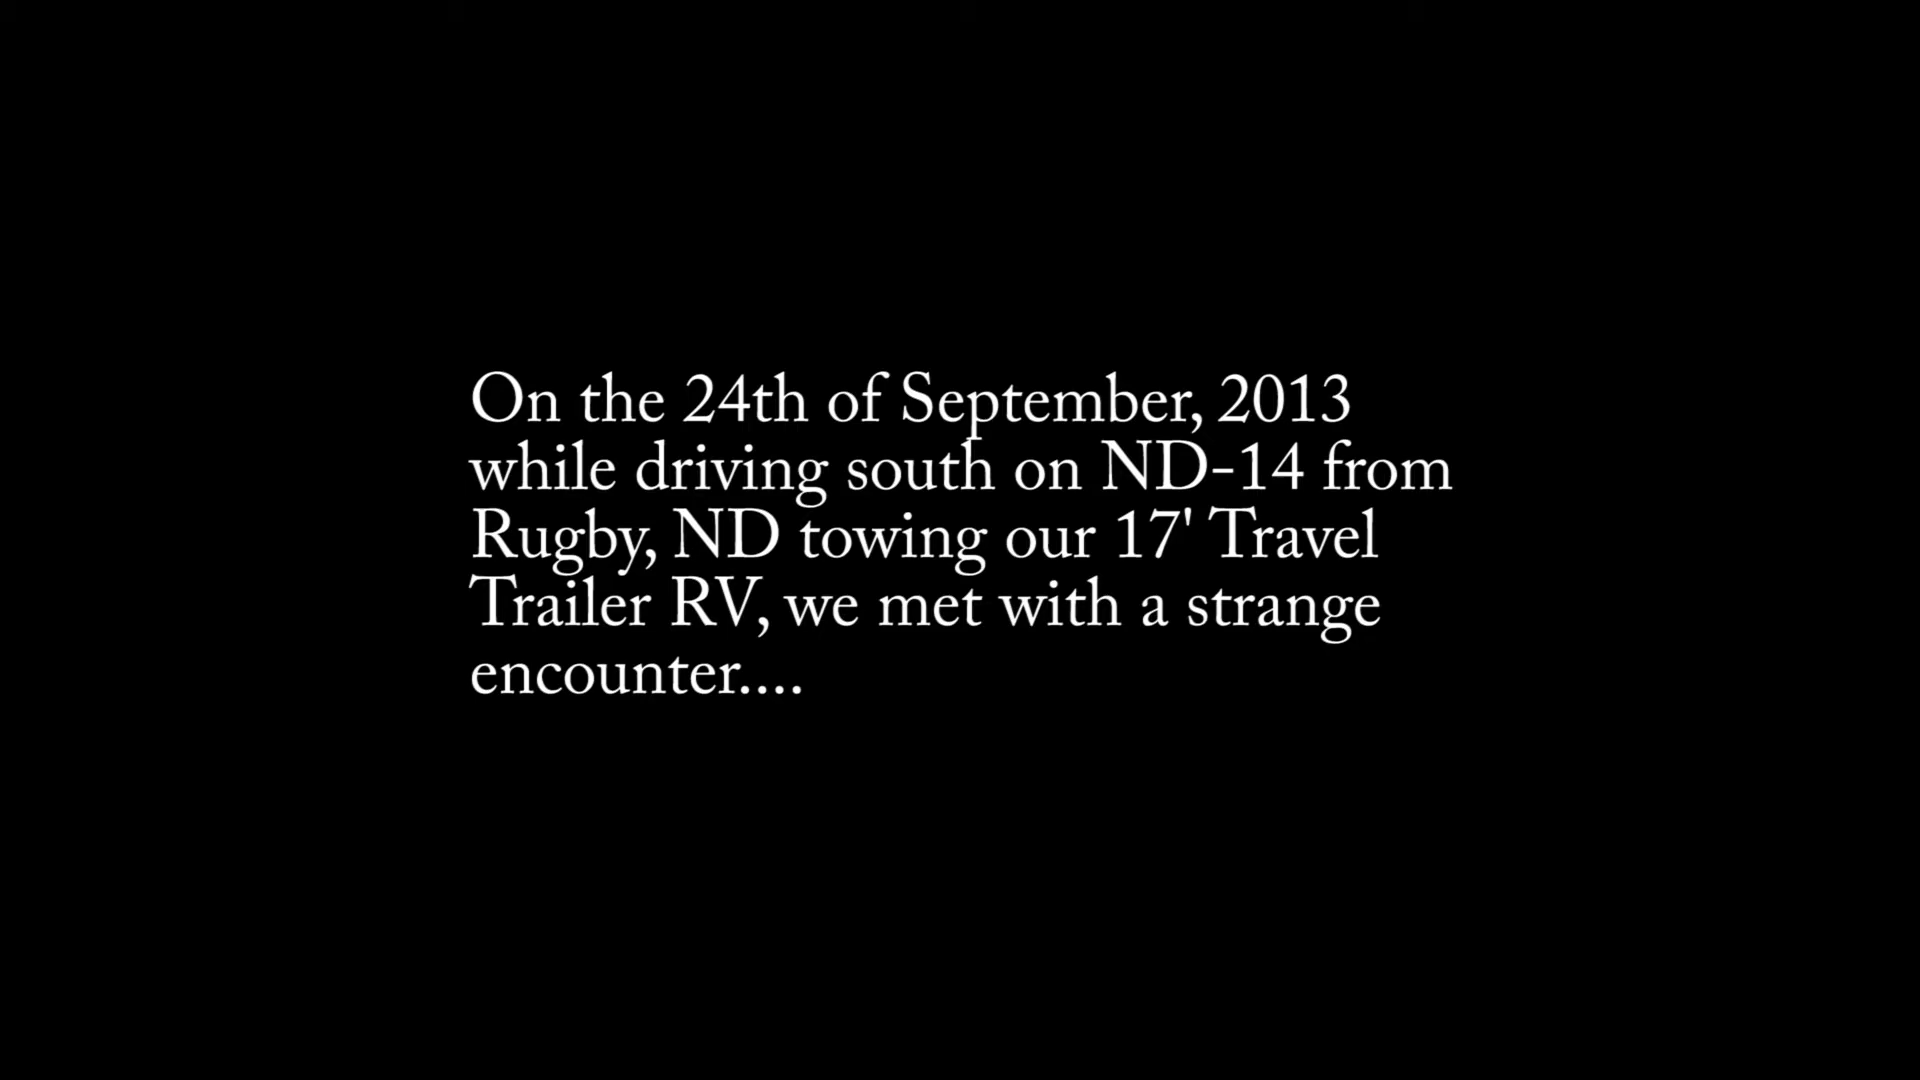 On the 24th of September, 2013
while driving south on ND-14 from
Rugby, ND towing our 17' Travel
Trailer RV, we met with a strange
encounter....